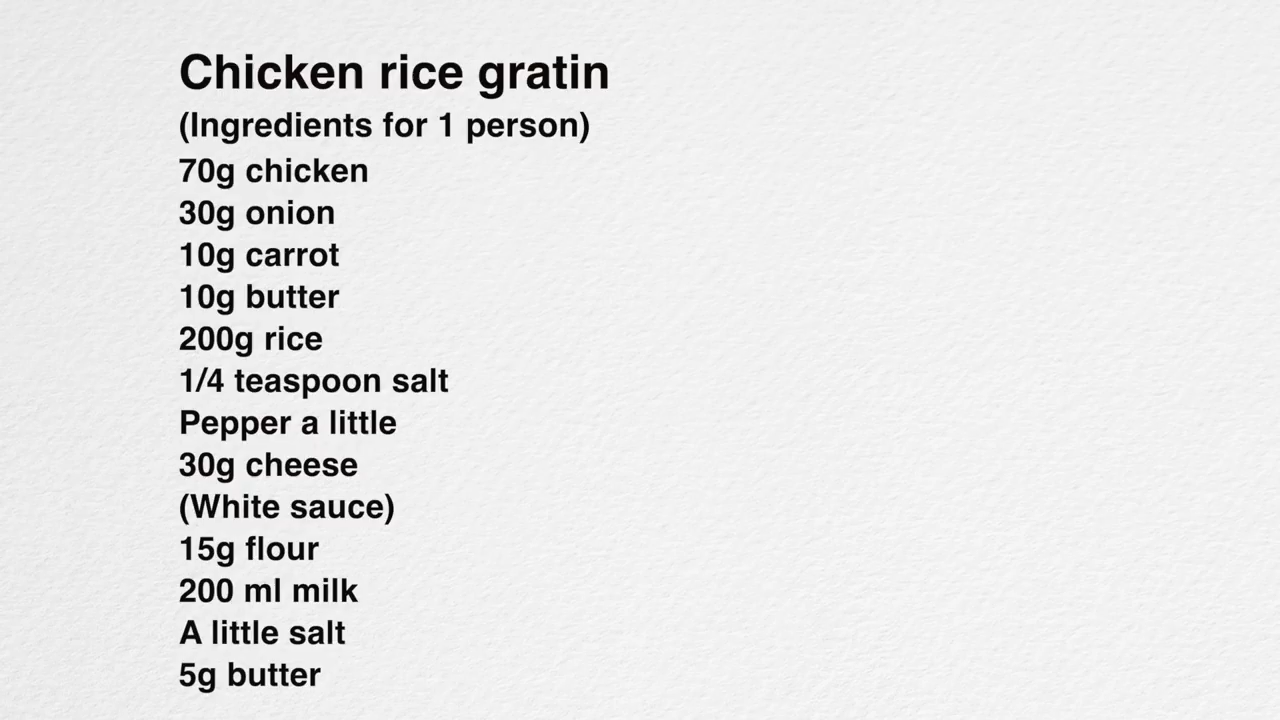 Chicken rice gratin
(Ingredients for 1 person)
70g chicken
30g onion
10g carrot
10g butter
200g rice
1/4 teaspoon salt
Pepper a little
30g cheese
(White sauce)
15g flour
200 ml milk
A little salt
5g butter